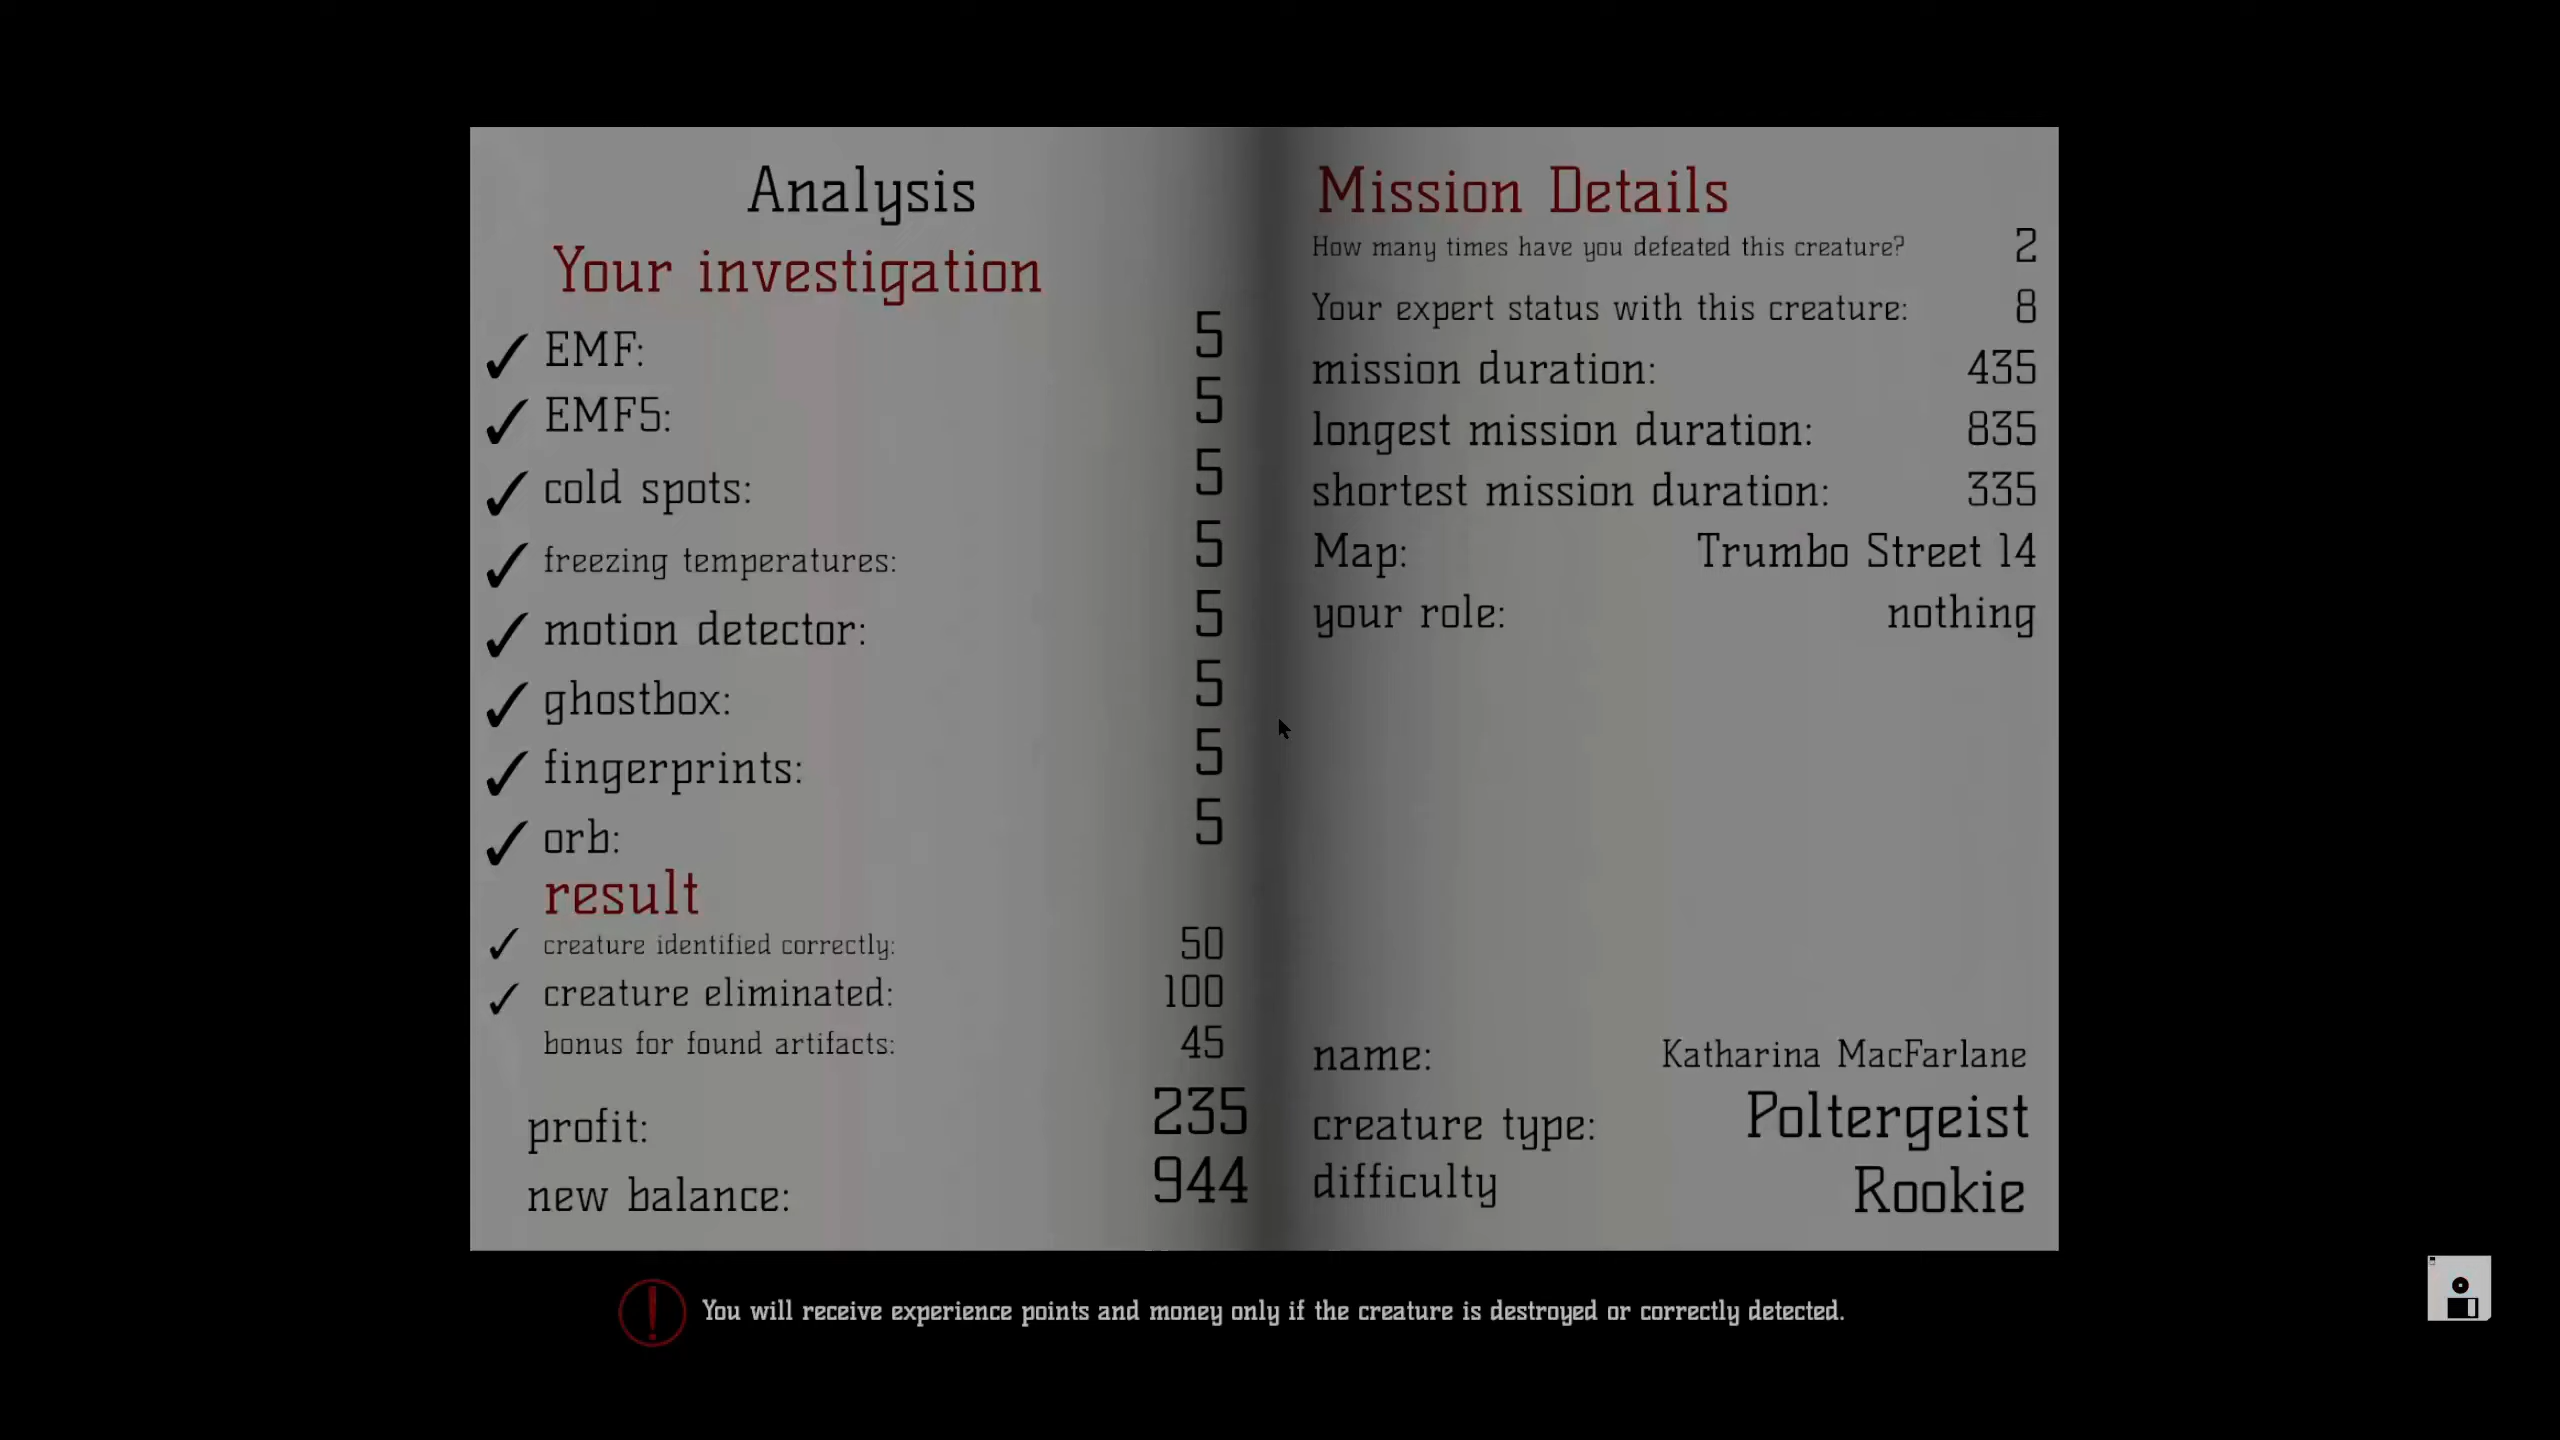 Analysis
Your investigation
EMF: 5
EMF5: 5
cold spots: 5
freezing temperatures: 5
motion detector: 5
ghostbox: 5
fingerprints: 5
orb: 5
result
creature identified correctly: 50
creature eliminated: 100
bonus for found artifacts: 45
profit: 235
new balance: 944
Mission Details
How many times have you defeated this creature? 2
Your expert status with this creature: 8
mission duration: 435
longest mission duration: 835
shortest mission duration: 335
Map: Trumbo Street 14
your role: nothing
name: Katharina MacFarlane
creature type: Poltergeist
difficulty Rookie
You will receive experience points and money only if the creature is destroyed or correctly detected.